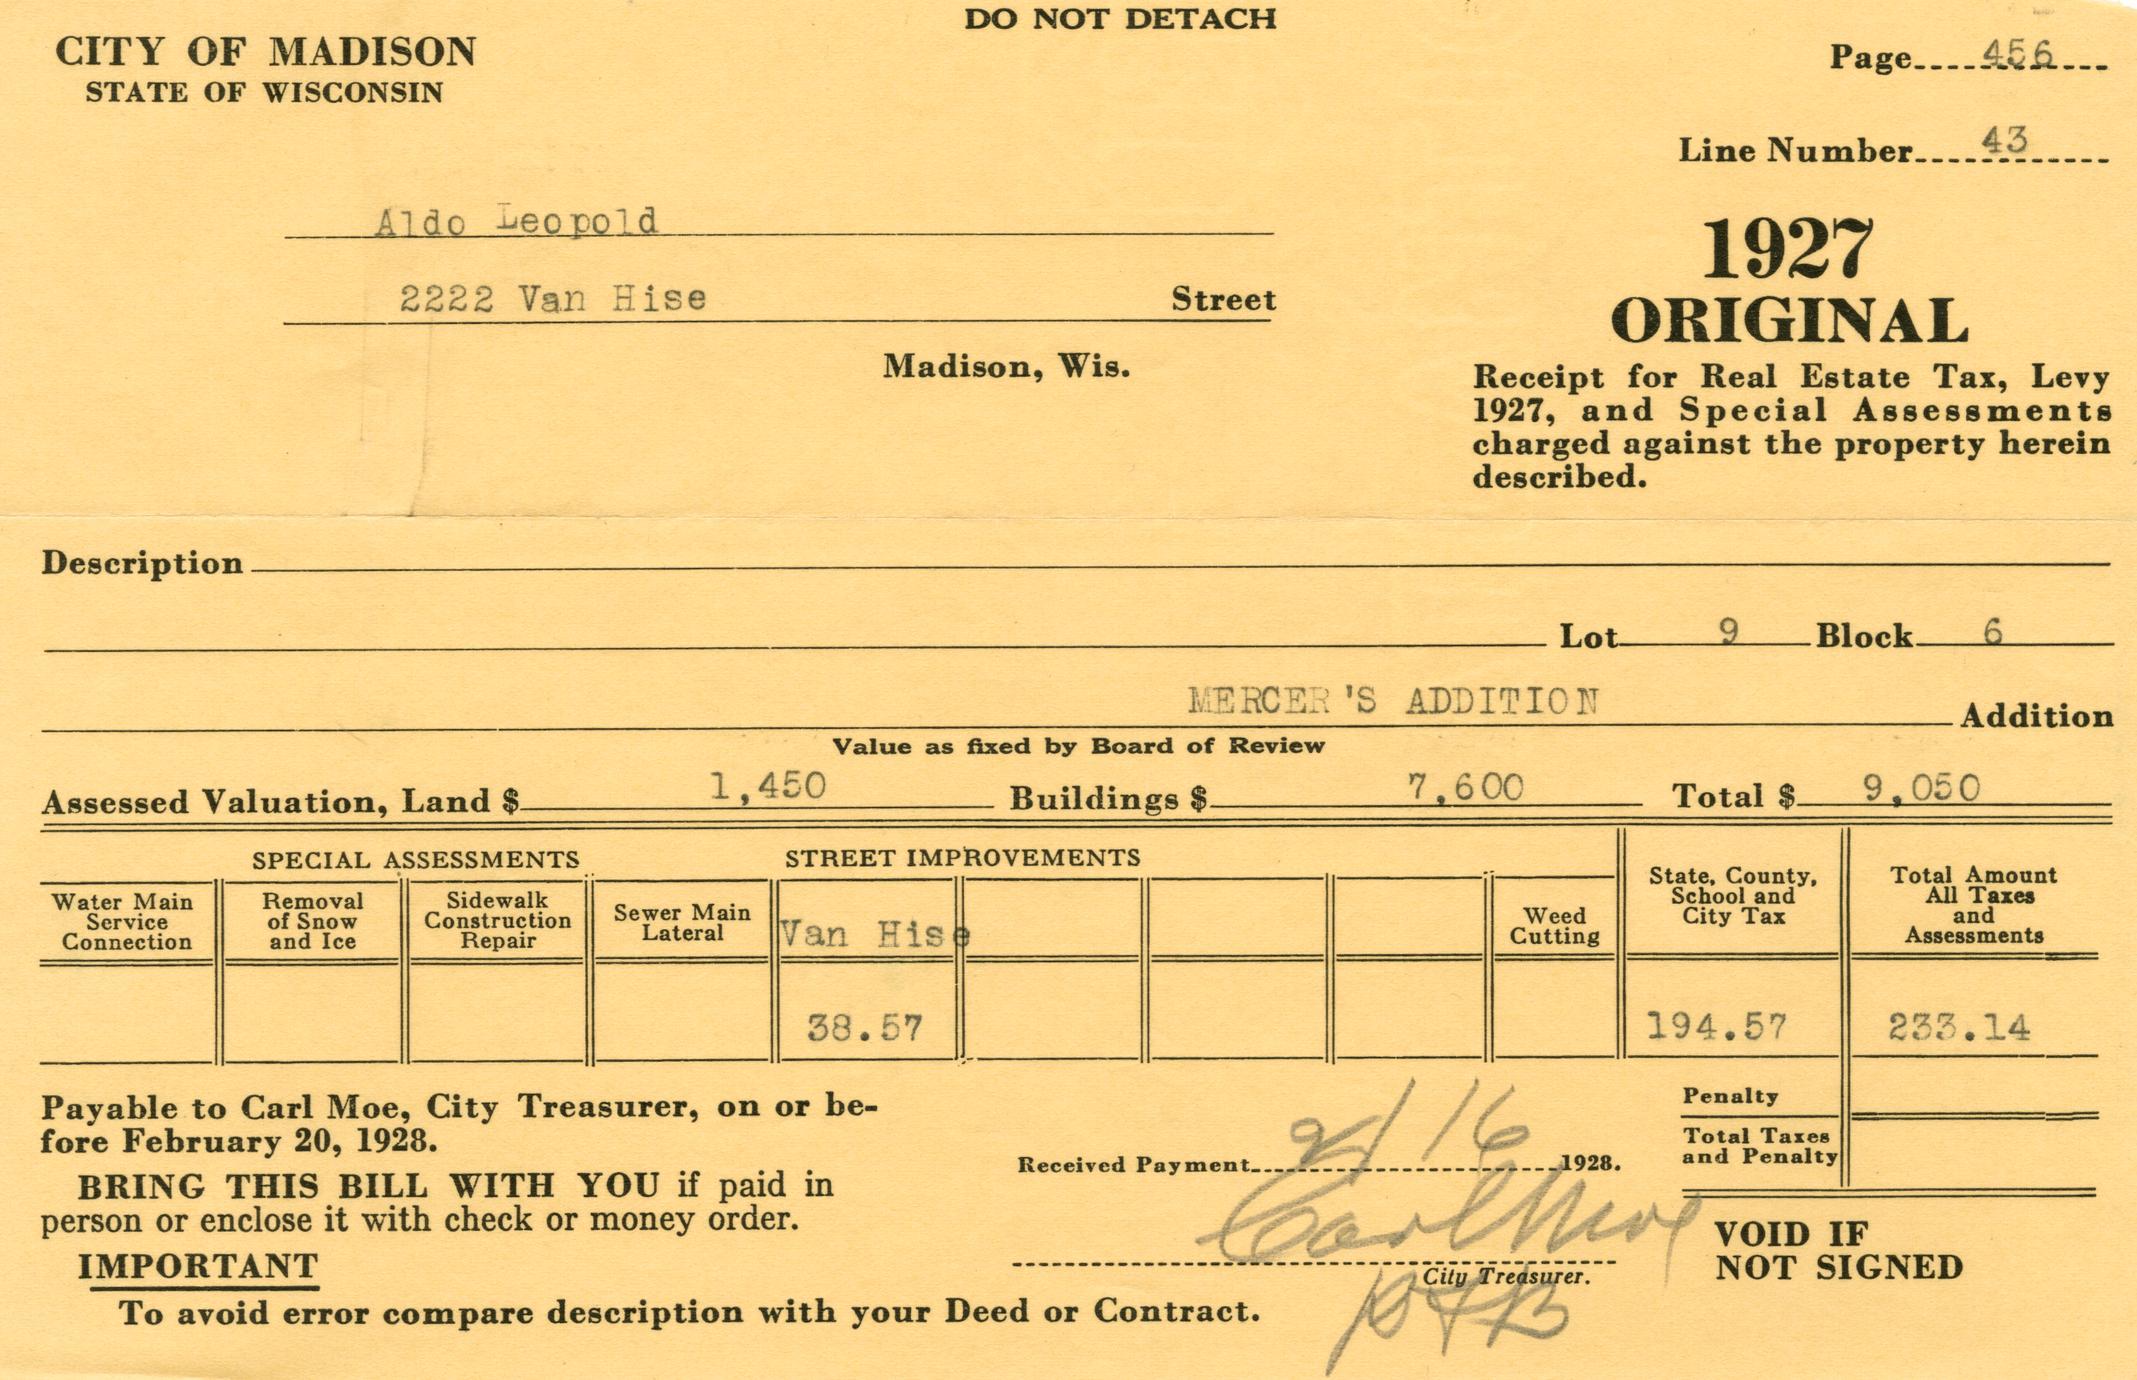 DO NOT DETACH
CITY OF MADISON
STATE OF WISCONSIN
Page 456
Line Number 43
Aldo Leopold
2222 Van Hise Street
Madison, Wis.
1927
ORIGINAL
Receipt for Real Estate Tax, Levy
1927, and Special Assessments
charged against the property herein
described.
Description
Lot 9 Block 6
MERCER'S ADDITION Addition
Value as fixed by Board of Review
Assessed Valuation, Land $ 1,450 Buildings $ 7,600 Total $ 9,050
SPECIAL ASSESSMENTS
STREET IMPROVEMENTS
Water Main
Service
Connection
Removal
of Snow
and Ice
Sidewalk
Construction
Repair
Sewer Main
Lateral
Van Hise
Weed
Cutting
State, County,
School and
City Tax
Total Amount
All Taxes
and
Assessments
38.57 194.57 233.14
Payable to Carl Moe, City Treasurer, on or be-
fore February 20, 1928.
BRING THIS BILL WITH YOU if paid in
person or enclose it with check or money order.
IMPORTANT
To avoid error compare description with your Deed or Contract.
Received Payment 2/16 1928.
Carl Moe
City Treasurer.
Penalty
Total Taxes
and Penalty
VOID IF
NOT SIGNED